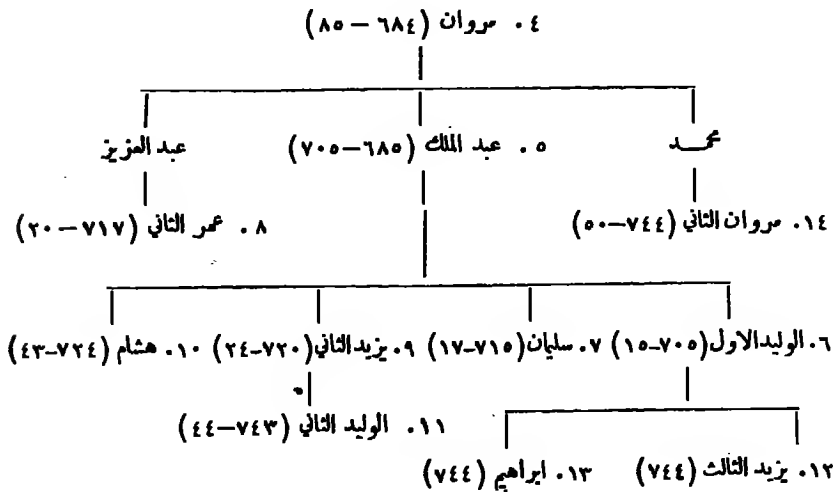 ٤ . مروان (٦٨٤ – ٨٥)
محمد ٥ . عبد الملك (٦٨٥–٧٠٥) عبد العزيز
١٤. مروان الثاني (٧٤٤–٥٠) ٨ . عمر الثاني (٧١٧–٢٠)
٦. الوليد الاول (٧٠٥–١٥) ٧. سليمان (٧١٥–١٧) ٩. يزيد الثاني (٧٢٠–٢٤) ١٠. هشام (٧٢٤–٤٣)
١١. الوليد الثاني (٧٤٣–٤٤)
١٢. يزيد الثالث (٧٤٤) ١٣. ابراهيم (٧٤٤)